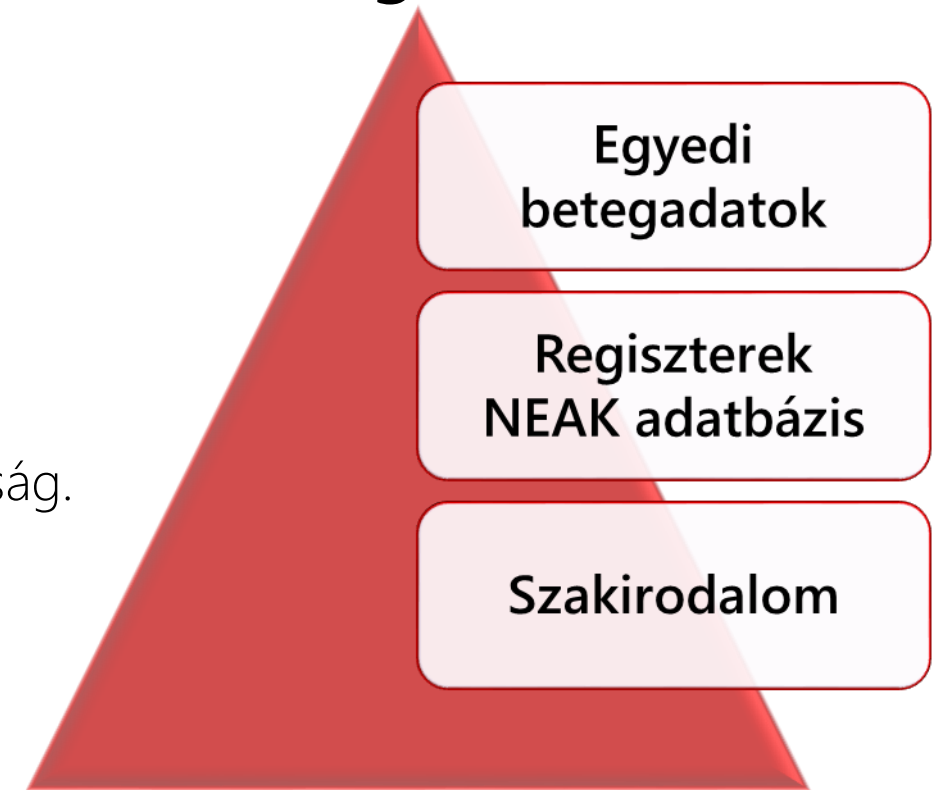 Egyedi
betegadatok
Regiszterek
NEAK adatbázis
ság.
Szakirodalom